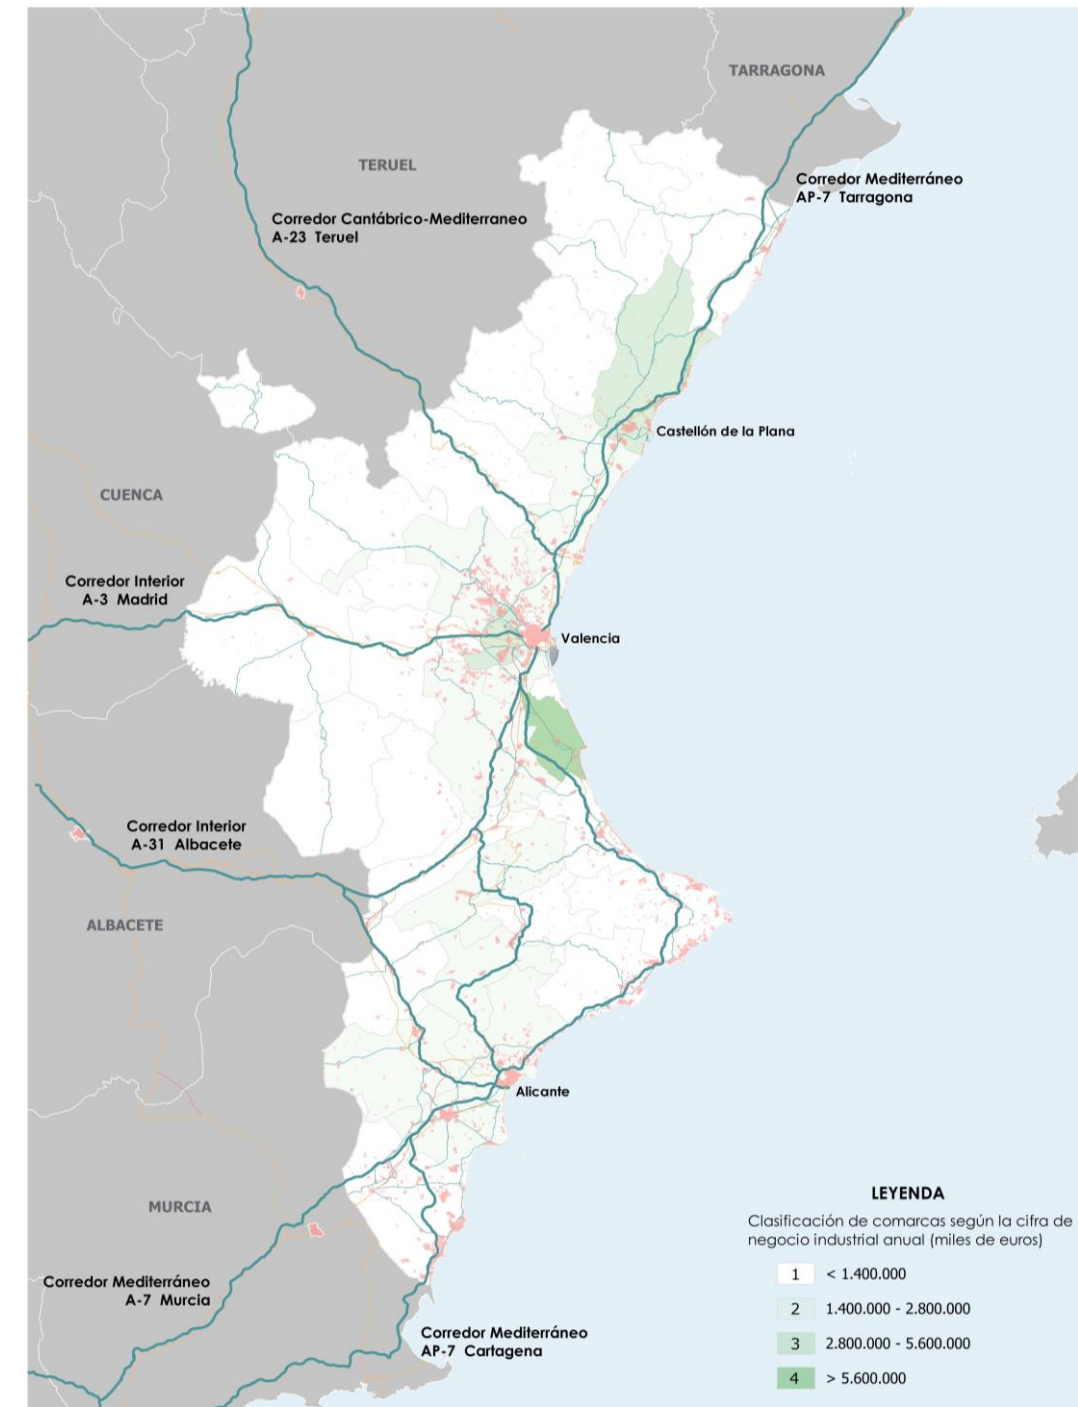 TARRAGONA
TERUEL
Corredor Mediterráneo
AP-7 Tarragona
Corredor Cantábrico-Mediterraneo
A-23 Teruel
Castellón de la Plana
CUENCA
Corredor Interior
A-3 Madrid
Valencia
Corredor Interior
A-31 Albacete
ALBACETE
Alicante
MURCIA
Corredor Mediterráneo
A-7 Murcia
Corredor Mediterráneo
AP-7 Cartagena
LEYENDA
Clasificación de comarcas según la cifra de
negocio industrial anual (miles de euros)
1 < 1.400.000
2 1.400.000 - 2.800.000
3 2.800.000 - 5.600.000
4 > 5.600.000